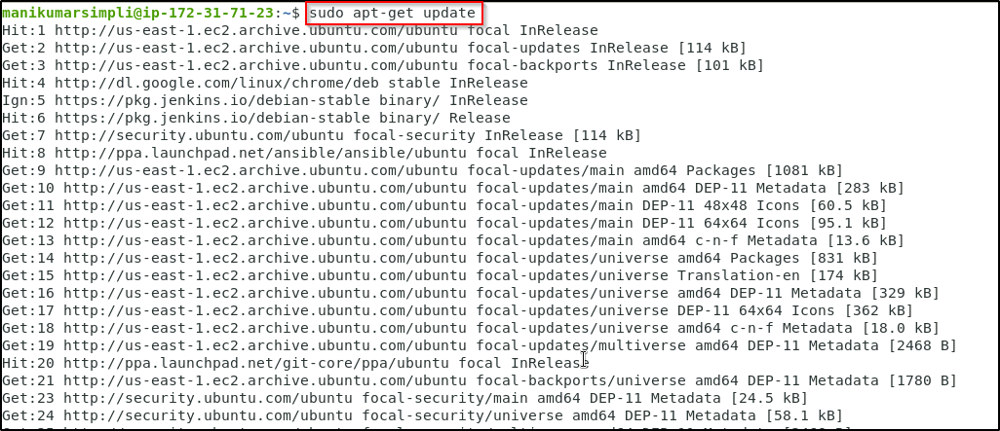 manikumarsimpli@ip-172-31-71-23:~$ sudo apt-get update
Hit:1 http://us-east-1.ec2.archive.ubuntu.com/ubuntu focal InRelease
Get:2 http://us-east-1.ec2.archive.ubuntu.com/ubuntu focal-updates InRelease [114 kB]
Get:3 http://us-east-1.ec2.archive.ubuntu.com/ubuntu focal-backports InRelease [101 kB]
Hit:4 http://dl.google.com/linux/chrome/deb stable InRelease
Ign:5 https://pkg.jenkins.io/debian-stable binary/ InRelease
Hit:6 https://pkg.jenkins.io/debian-stable binary/ Release
Get:7 http://security.ubuntu.com/ubuntu focal-security InRelease [114 kB]
Hit:8 http://ppa.launchpad.net/ansible/ansible/ubuntu focal InRelease
Get:9 http://us-east-1.ec2.archive.ubuntu.com/ubuntu focal-updates/main amd64 Packages [1081 kB]
Get:10 http://us-east-1.ec2.archive.ubuntu.com/ubuntu focal-updates/main amd64 DEP-11 Metadata [283 kB]
Get:11 http://us-east-1.ec2.archive.ubuntu.com/ubuntu focal-updates/main DEP-11 48x48 Icons [60.5 kB]
Get:12 http://us-east-1.ec2.archive.ubuntu.com/ubuntu focal-updates/main DEP-11 64x64 Icons [95.1 kB]
Get:13 http://us-east-1.ec2.archive.ubuntu.com/ubuntu focal-updates/main amd64 c-n-f Metadata [13.6 kB]
Get:14 http://us-east-1.ec2.archive.ubuntu.com/ubuntu focal-updates/universe amd64 Packages [831 kB]
Get:15 http://us-east-1.ec2.archive.ubuntu.com/ubuntu focal-updates/universe Translation-en [174 kB]
Get:16 http://us-east-1.ec2.archive.ubuntu.com/ubuntu focal-updates/universe amd64 DEP-11 Metadata [329 kB]
Get:17 http://us-east-1.ec2.archive.ubuntu.com/ubuntu focal-updates/universe DEP-11 64x64 Icons [362 kB]
Get:18 http://us-east-1.ec2.archive.ubuntu.com/ubuntu focal-updates/universe amd64 c-n-f Metadata [18.0 kB]
Get:19 http://us-east-1.ec2.archive.ubuntu.com/ubuntu focal-updates/multiverse amd64 DEP-11 Metadata [2468 B]
Hit:20 http://ppa.launchpad.net/git-core/ppa/ubuntu focal InRelease
Get:21 http://us-east-1.ec2.archive.ubuntu.com/ubuntu focal-backports/universe amd64 DEP-11 Metadata [1780 B]
Get:23 http://security.ubuntu.com/ubuntu focal-security/main amd64 DEP-11 Metadata [24.5 kB]
Get:24 http://security.ubuntu.com/ubuntu focal-security/universe amd64 DEP-11 Metadata [58.1 kB]